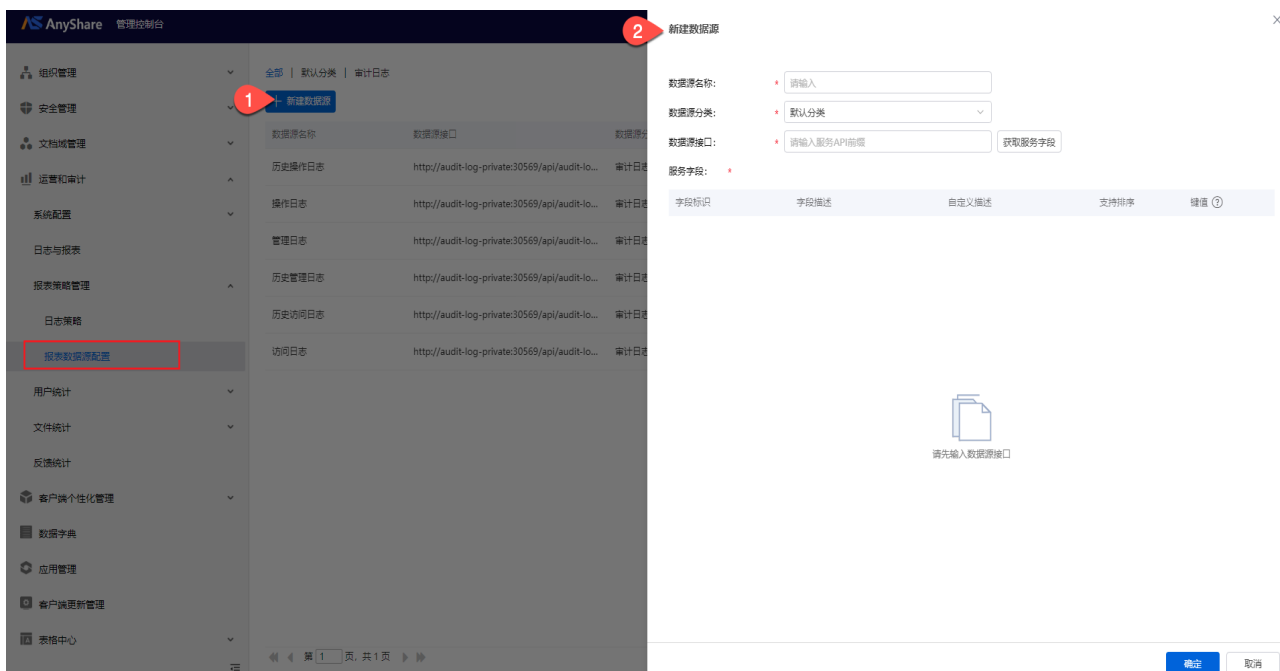 AnyShare 管理控制台
组织管理
安全管理
文档域管理
运营和审计
系统配置
日志与报表
报表策略管理
日志策略
报表数据源配置
用户统计
文件统计
反馈统计
客户端个性化管理
数据字典
应用管理
客户端更新管理
表格中心
全部 | 默认分类 | 审计日志
1
新建数据源
数据源名称 数据源接口 数据源分
历史操作日志 http://audit-log-private:30569/api/audit-lo... 审计日志
操作日志 http://audit-log-private:30569/api/audit-lo... 审计日志
管理日志 http://audit-log-private:30569/api/audit-lo... 审计日志
历史管理日志 http://audit-log-private:30569/api/audit-lo... 审计日志
历史访问日志 http://audit-log-private:30569/api/audit-lo... 审计日志
访问日志 http://audit-log-private:30569/api/audit-lo... 审计日志
第 1 页, 共1页
2
新建数据源
数据源名称: * 请输入
数据源分类: * 默认分类
数据源接口: * 请输入服务API前缀 获取服务字段
服务字段: *
字段标识 字段描述 自定义描述 支持排序 键值 ?
请先输入数据源接口
确定 取消